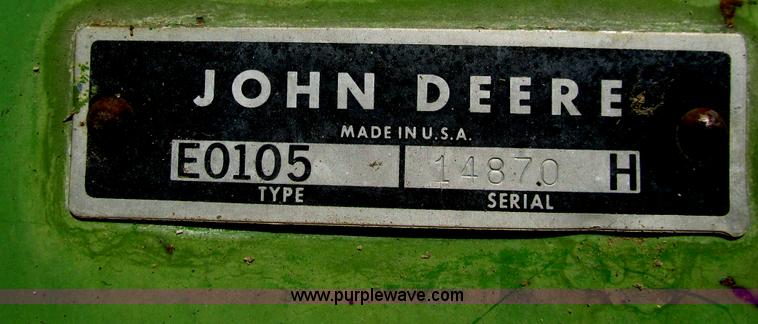 JOHN DEERE
MADE IN U.S.A.
E0105 14870 H
TYPE SERIAL
www.purplewave.com